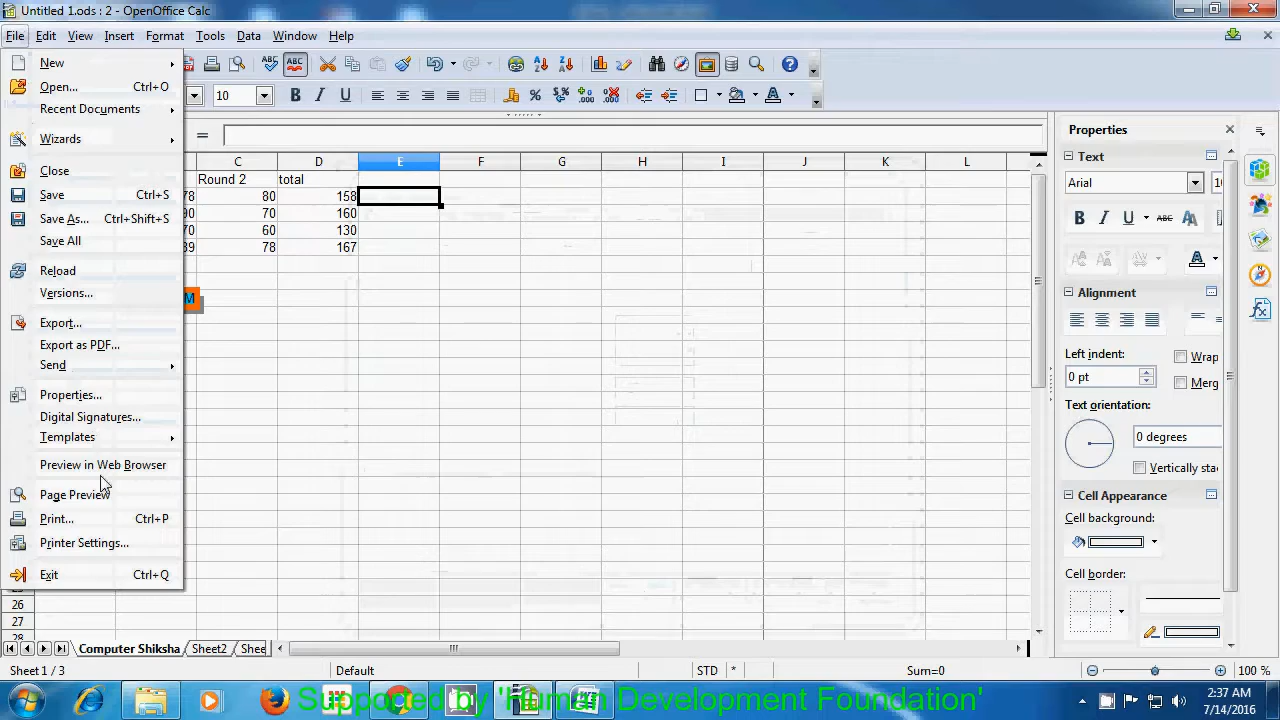 Untitled 1.ods : 2 - OpenOffice Calc
File Edit View Insert Format Tools Data Window Help
New
Open... Ctrl+O
Recent Documents
Wizards
Close
Save Ctrl+S
Save As... Ctrl+Shift+S
Save All
Reload
Versions...
Export...
Export as PDF...
Send
Properties...
Digital Signatures...
Templates
Preview in Web Browser
Page Preview
Print... Ctrl+P
Printer Settings...
Exit Ctrl+Q
10
C D E F G H I J K L
Round 2 total
78 80 158
90 70 160
70 60 130
89 78 167
M
26
27
28
Properties
Text
Arial
Alignment
Left indent:
0 pt
Wrap
Merg
Text orientation:
0 degrees
Vertically sta
Cell Appearance
Cell background:
Cell border:
Computer Shiksha Sheet2 Shee
Sheet 1 / 3 Default STD * Sum=0 100 %
Supported by 'Human Development Foundation'
2:37 AM
7/14/2016